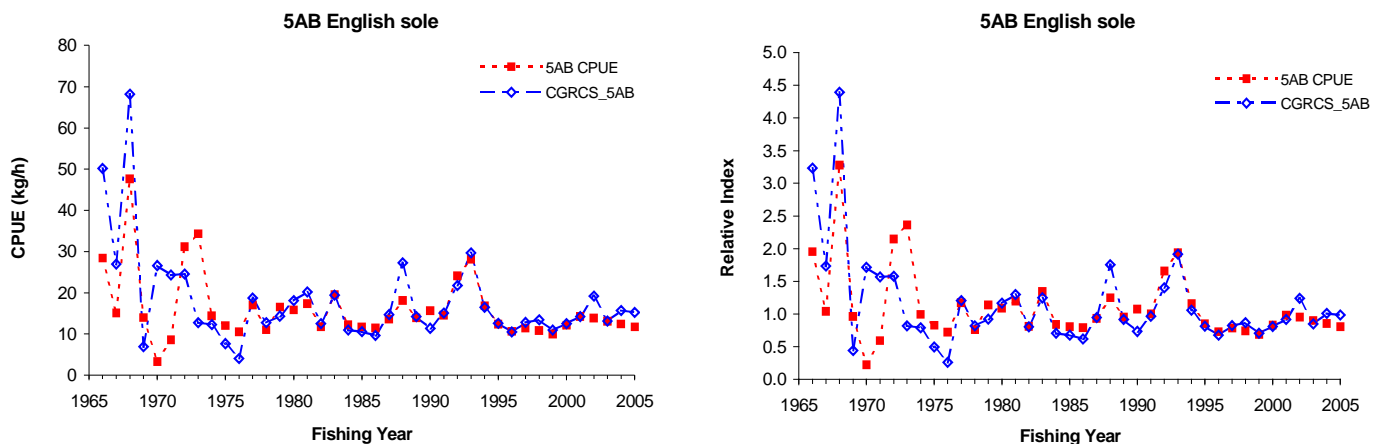 5AB English sole
80
70
60
50
40
30
20
10
0
CPUE (kg/h)
5AB CPUE
CGRCS_5AB
1965 1970 1975 1980 1985 1990 1995 2000 2005
Fishing Year
5AB English sole
5.0
4.5
4.0
3.5
3.0
2.5
2.0
1.5
1.0
0.5
0.0
Relative Index
5AB CPUE
CGRCS_5AB
1965 1970 1975 1980 1985 1990 1995 2000 2005
Fishing Year